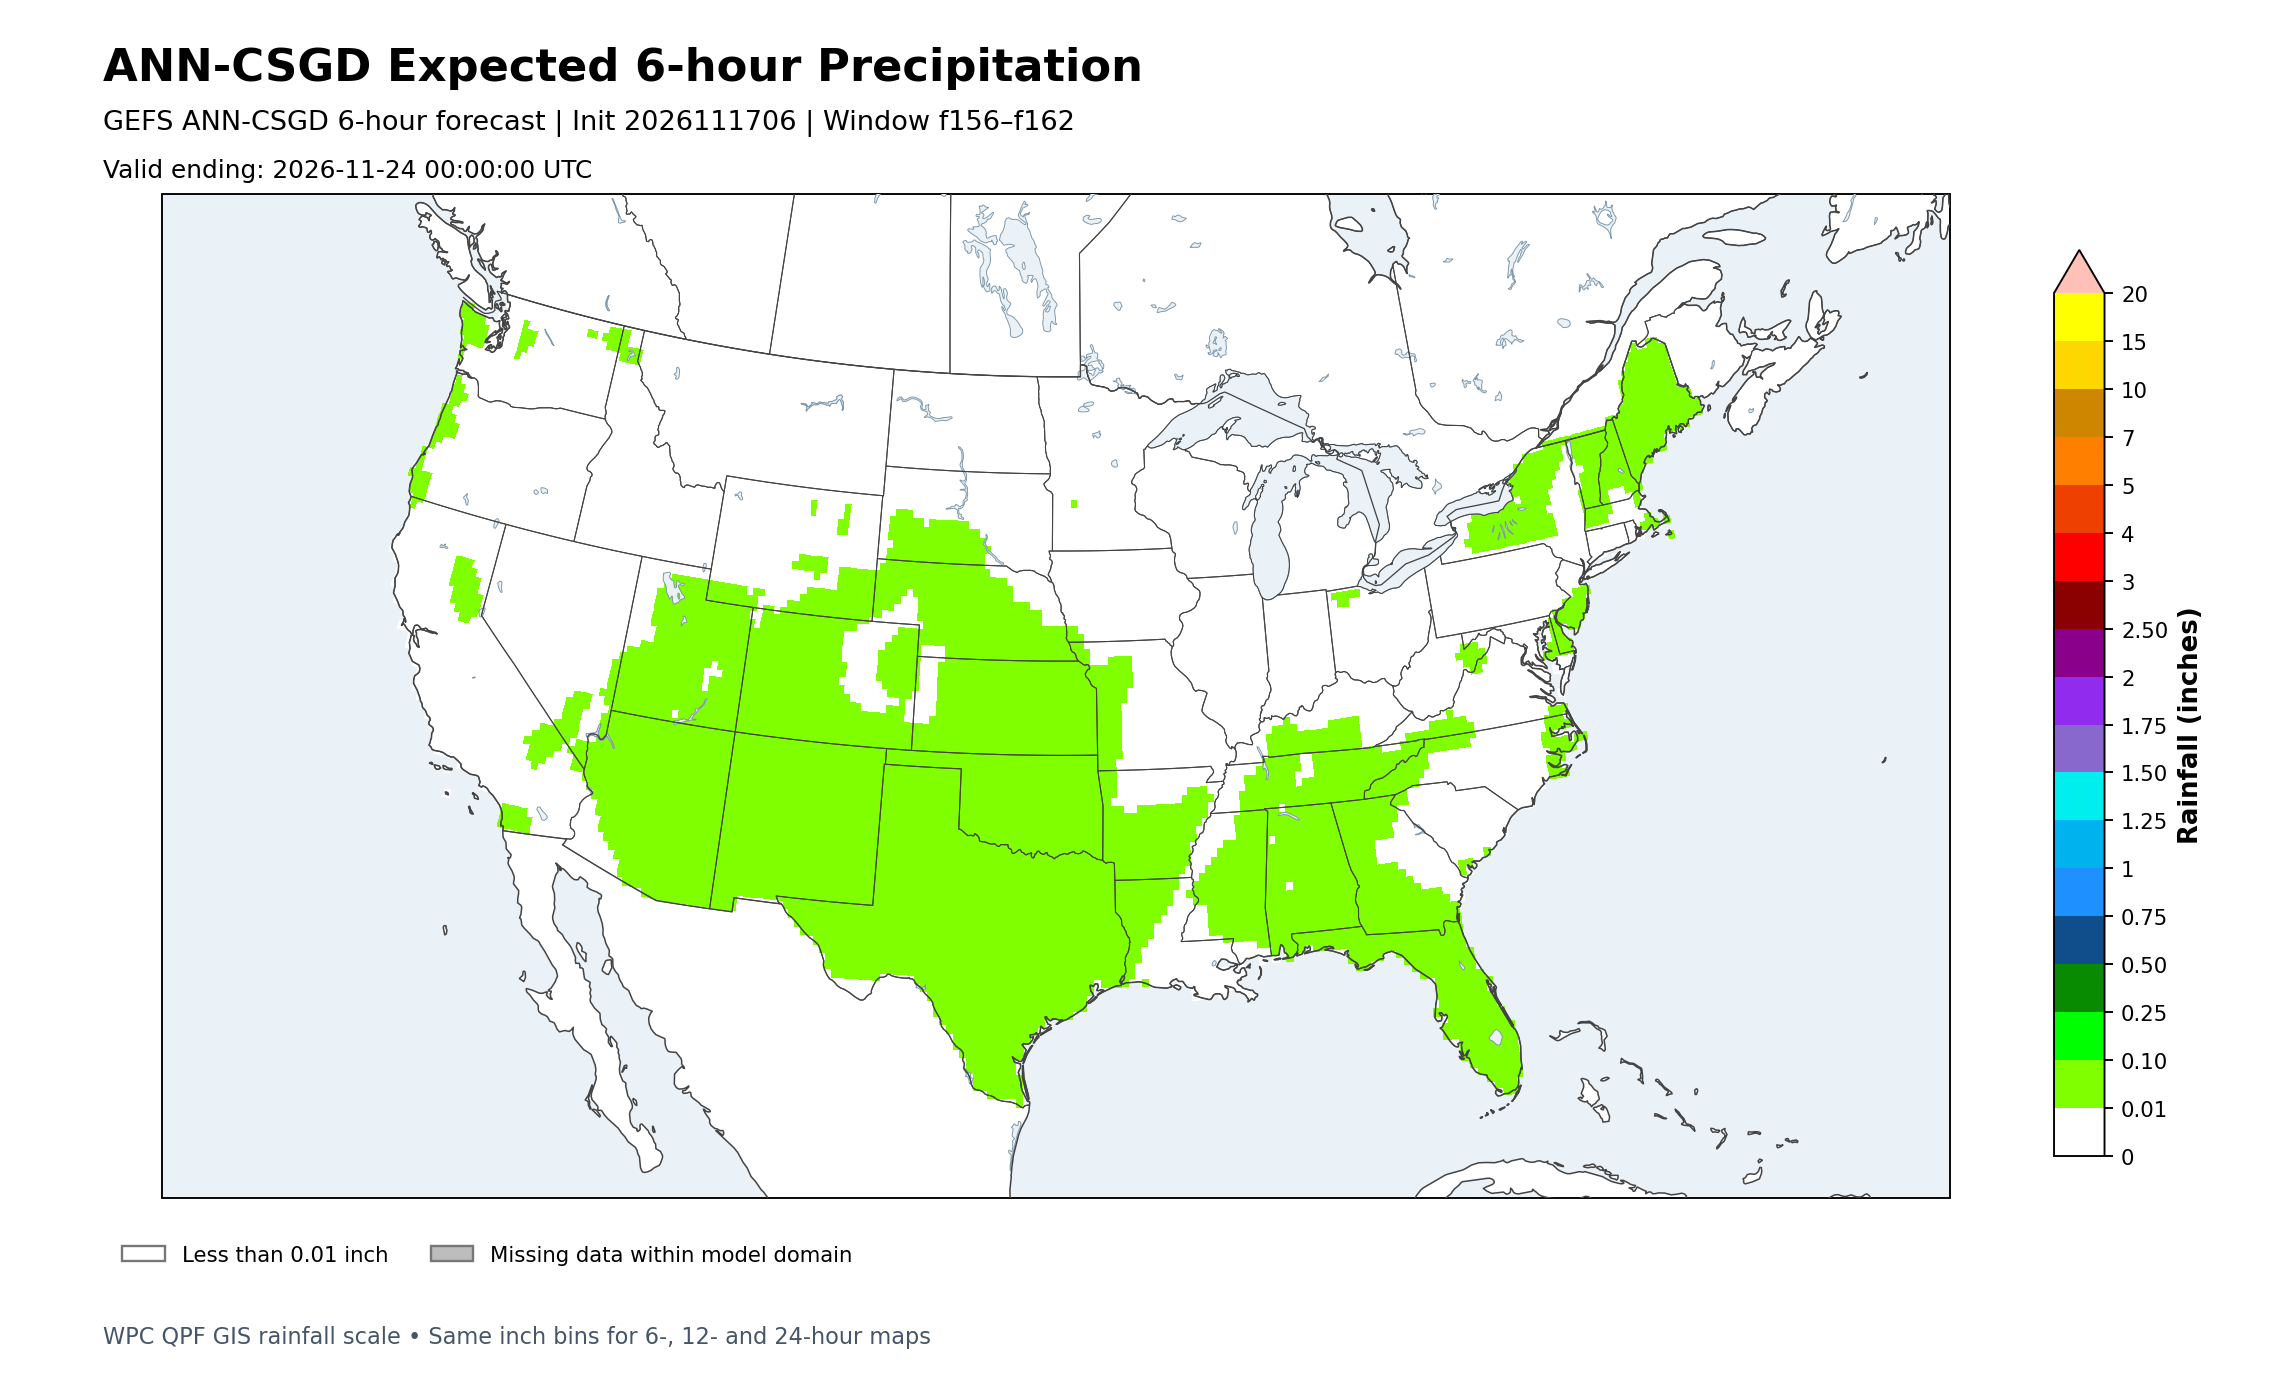 ANN-CSGD Expected 6-hour Precipitation
GEFS ANN-CSGD 6-hour forecast | Init 2026111706 | Window f156–f162
Valid ending: 2026-11-24 00:00:00 UTC
20
15
10
7
5
4
3
2.50
2
1.75
1.50
1.25
1
0.75
0.50
0.25
0.10
0.01
0
Rainfall (inches)
Less than 0.01 inch
Missing data within model domain
WPC QPF GIS rainfall scale • Same inch bins for 6-, 12- and 24-hour maps